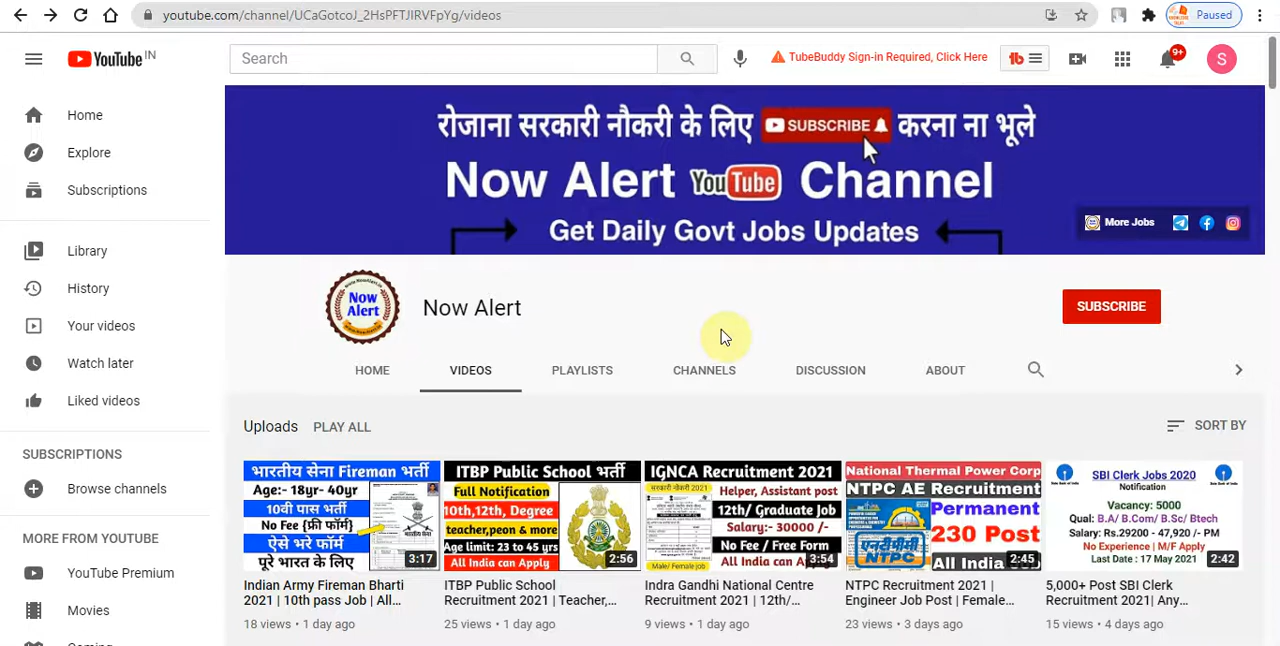 youtube.com/channel/UCaGotcoJ_2HsPFTJIRVFpYg/videos
Paused
YouTube IN
Search
TubeBuddy Sign-in Required, Click Here
tb
9+
S
Home
Explore
Subscriptions
Library
History
Your videos
Watch later
Liked videos
SUBSCRIPTIONS
Browse channels
MORE FROM YOUTUBE
YouTube Premium
Movies
रोजाना सरकारी नौकरी के लिए SUBSCRIBE करना ना भूले
Now Alert YouTube Channel
Get Daily Govt Jobs Updates
More Jobs
Now Alert
Now Alert
SUBSCRIBE
HOME
VIDEOS
PLAYLISTS
CHANNELS
DISCUSSION
ABOUT
Uploads
PLAY ALL
SORT BY
भारतीय सेना Fireman भर्ती
Age:- 18yr- 40yr
10वी पास भर्ती
No Fee {फ्री फॉर्म}
ऐसे भरे फॉर्म
पूरे भारत के लिए
3:17
Indian Army Fireman Bharti
2021 | 10th pass Job | All...
18 views • 1 day ago
ITBP Public School भर्ती
Full Notification
10th,12th, Degree
teacher,peon & more
Age limit: 23 to 45 yrs
All India can Apply
2:56
ITBP Public School
Recruitment 2021 | Teacher,...
25 views • 1 day ago
IGNCA Recruitment 2021
सरकारी नौकरी 2021
Helper, Assistant post
12th/ Graduate Job
Salary:- 30000 /-
No Fee / Free Form
Male/ Female job
All India can
3:54
Indra Gandhi National Centre
Recruitment 2021 | 12th/...
9 views • 1 day ago
National Thermal Power Corp
NTPC AE Recruitment
Permanent
230 Post
एनटीपीसी
NTPC
All India
2:45
NTPC Recruitment 2021 |
Engineer Job Post | Female...
23 views • 3 days ago
SBI Clerk Jobs 2020
Notification
Vacancy: 5000
Qual: B.A/ B.Com/ B.Sc/ Btech
Salary: Rs.29200 - 47,920 /- PM
No Experience | M/F Apply
Last Date : 17 May 2021
2:42
5,000+ Post SBI Clerk
Recruitment 2021| Any...
15 views • 4 days ago